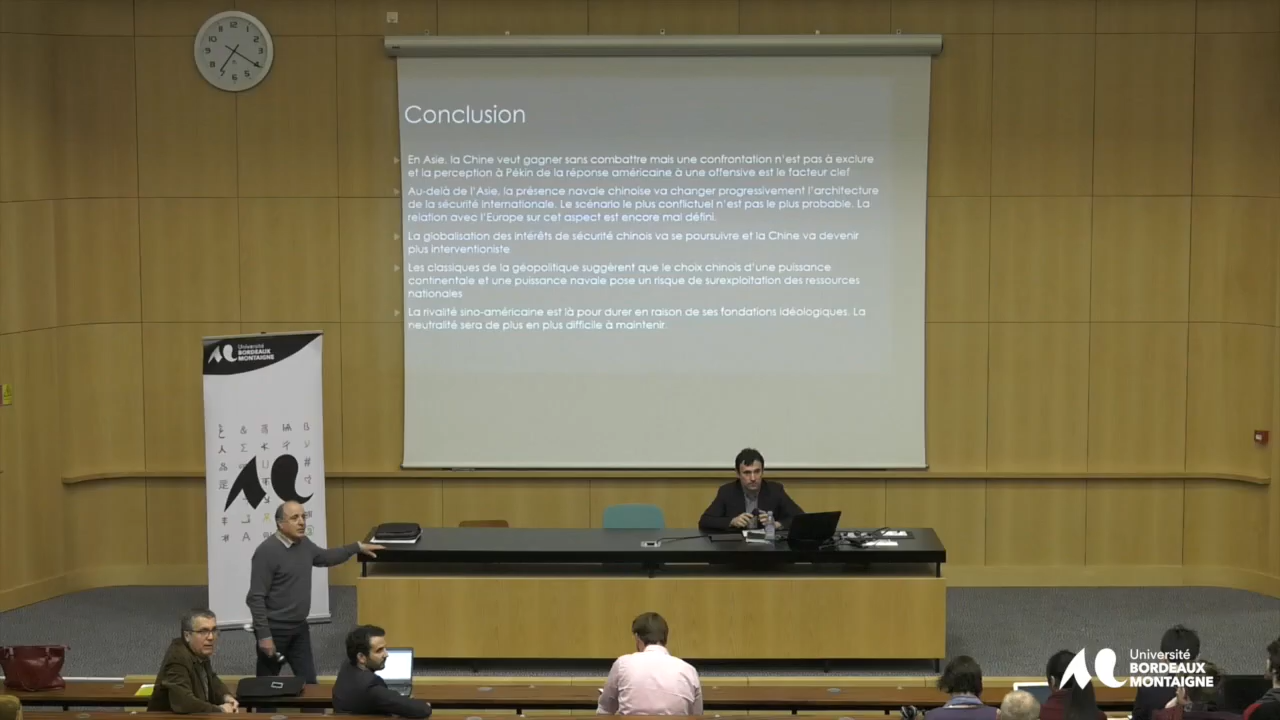 Conclusion
En Asie, la Chine veut gagner sans combattre mais une confrontation n'est pas à exclure
et la perception à Pékin de la réponse américaine à une offensive est le facteur clef
Au-delà de l'Asie, la présence navale chinoise va changer progressivement l'architecture
de la sécurité internationale. Le scénario le plus conflictuel n'est pas le plus probable. La
relation avec l'Europe sur cet aspect est encore mal défini.
La globalisation des intérêts de sécurité chinois va se poursuivre et la Chine va devenir
plus interventioniste
Les classiques de la géopolitique suggèrent que le choix chinois d'une puissance
continentale et une puissance navale pose un risque de surexploitation des ressources
nationales
La rivalité sino-américaine est là pour durer en raison de ses fondations idéologiques. La
neutralité sera de plus en plus difficile à maintenir.
Université
BORDEAUX
MONTAIGNE
Université
BORDEAUX
MONTAIGNE